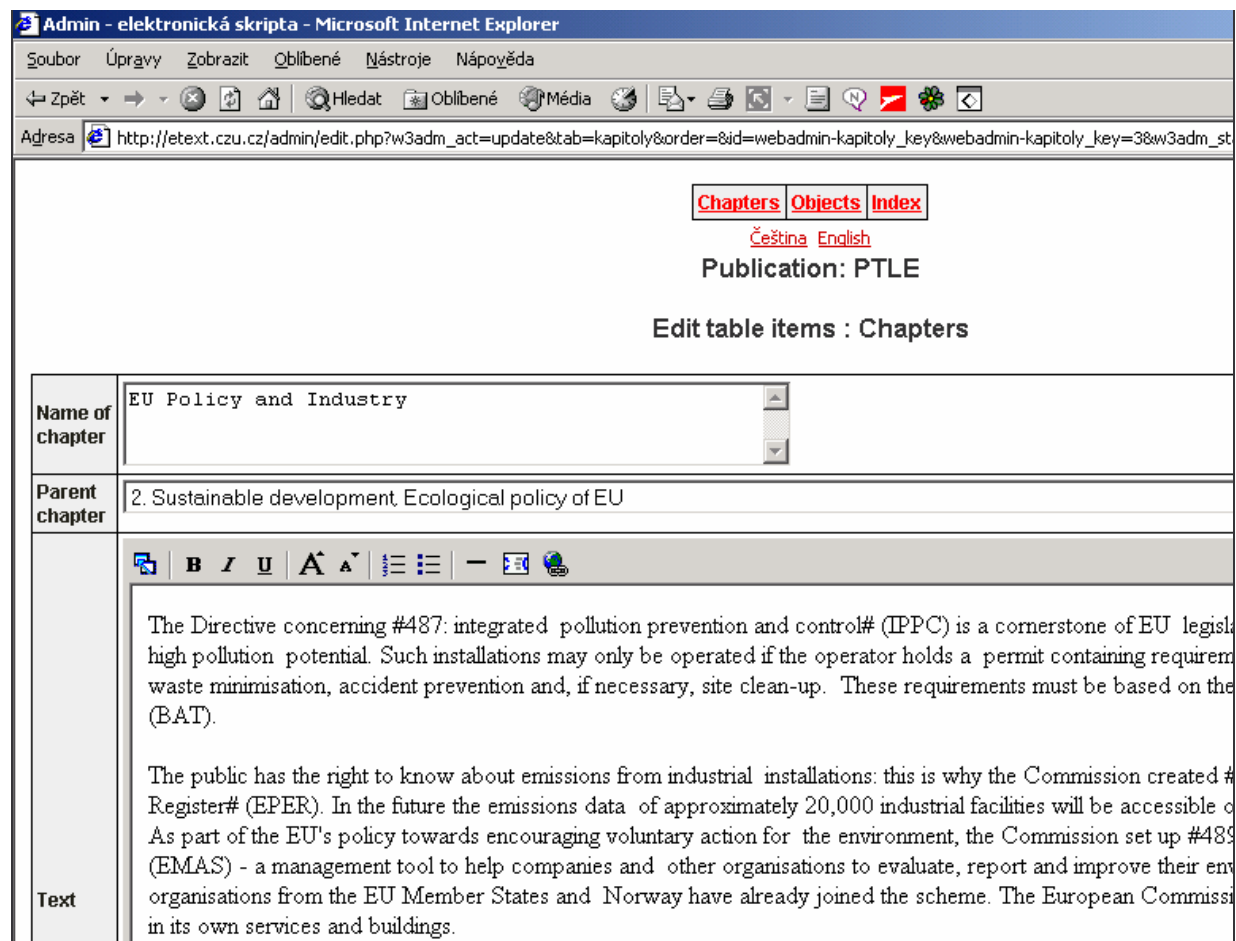 Admin - elektronická skripta - Microsoft Internet Explorer
Soubor Úpravy Zobrazit Oblíbené Nástroje Nápověda
Zpět Hledat Oblíbené Média
Adresa http://etext.czu.cz/admin/edit.php?w3adm_act=update&tab=kapitoly&order=&id=webadmin-kapitoly_key&webadmin-kapitoly_key=3&w3adm_st
Chapters Objects Index
Čeština English
Publication: PTLE
Edit table items : Chapters
Name of chapter
EU Policy and Industry
Parent chapter
2. Sustainable development, Ecological policy of EU
B I U A A
The Directive concerning #487: integrated pollution prevention and control# (IPPC) is a cornerstone of EU legisla
high pollution potential. Such installations may only be operated if the operator holds a permit containing requirem
waste minimisation, accident prevention and, if necessary, site clean-up. These requirements must be based on the
(BAT).
The public has the right to know about emissions from industrial installations: this is why the Commission created #
Register# (EPER). In the future the emissions data of approximately 20,000 industrial facilities will be accessible o
As part of the EU's policy towards encouraging voluntary action for the environment, the Commission set up #489
(EMAS) - a management tool to help companies and other organisations to evaluate, report and improve their env
Text
organisations from the EU Member States and Norway have already joined the scheme. The European Commissi
in its own services and buildings.